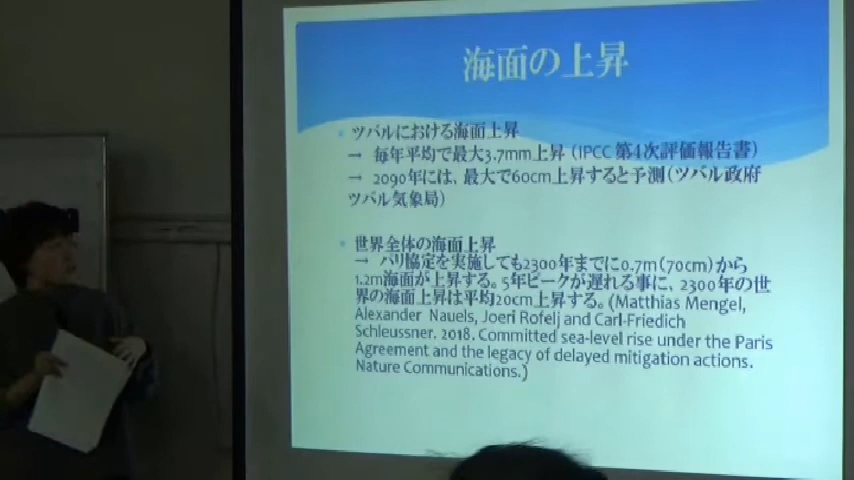 海面の上昇
ツバルにおける海面上昇
→ 毎年平均で最大3.7mm上昇（IPCC 第4次評価報告書）
→ 2090年には、最大で60cm上昇すると予測（ツバル政府
ツバル気象局）
世界全体の海面上昇
→ パリ協定を実施しても2300年までに0.7m（70cm）から
1.2m海面が上昇する。5年ピークが遅れる事に、2300年の世
界の海面上昇は平均20cm上昇する。(Matthias Mengel,
Alexander Nauels, Joeri Rofelj and Carl-Friedich
Schleussner. 2018. Committed sea-level rise under the Paris
Agreement and the legacy of delayed mitigation actions.
Nature Communications.)